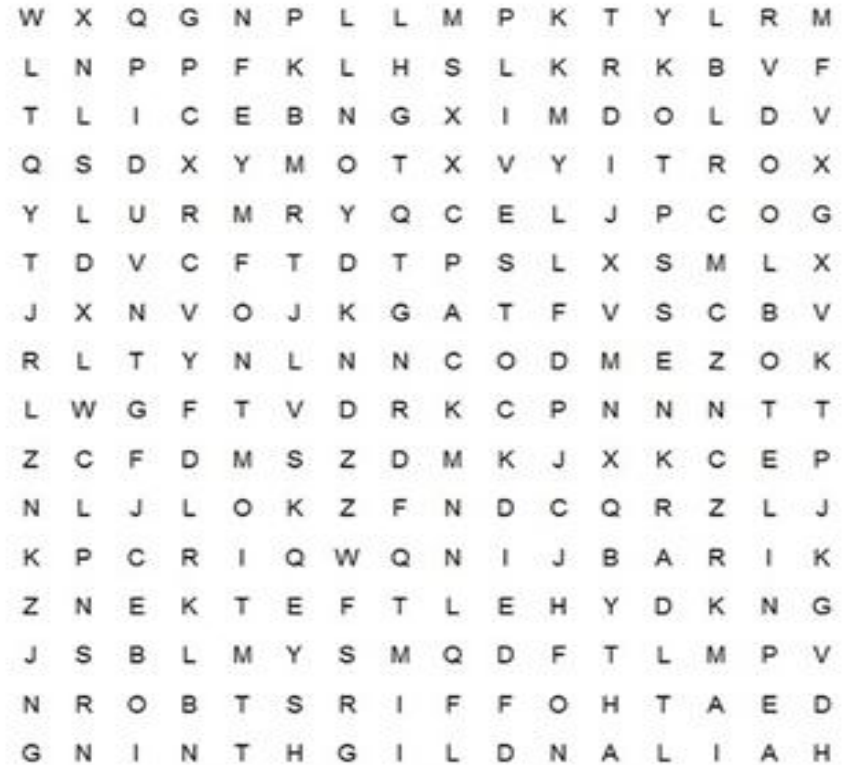 W X Q G N P L L M P K T Y L R M
L N P P F K L H S L K R K B V F
T L I C E B N G X I M D O L D V
Q S D X Y M O T X V Y I T R O X
Y L U R M R Y Q C E L J P C O G
T D V C F T D T P S L X S M L X
J X N V O J K G A T F V S C B V
R L T Y N L N N C O D M E Z O K
L W G F T V D R K C P N N N T T
Z C F D M S Z D M K J X K C E P
N L J L O K Z F N D C Q R Z L J
K P C R I Q W Q N I J B A R I K
Z N E K T E F T L E H Y D K N G
J S B L M Y S M Q D F T L M P V
N R O B T S R I F F O H T A E D
G N I N T H G I L D N A L I A H